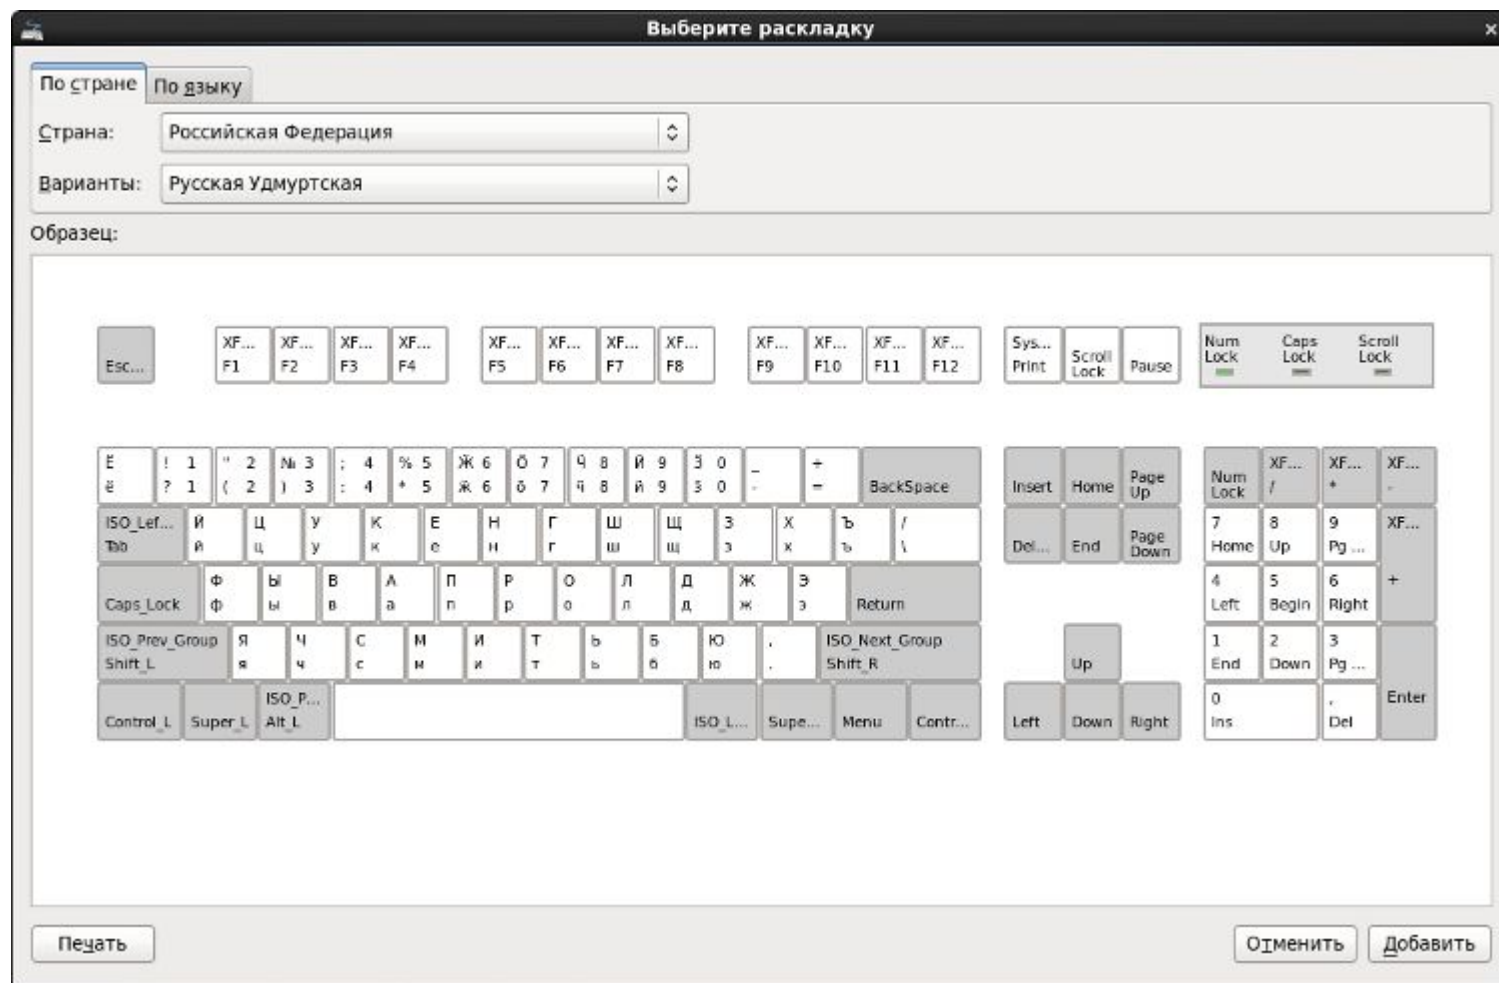 Выберите раскладку
По стране По языку
Страна: Российская Федерация
Варианты: Русская Удмуртская
Образец:
XF... XF... XF... XF... XF... XF... XF... XF... XF... XF... XF... XF... Sys... Num Caps Scroll
Esc... F1 F2 F3 F4 F5 F6 F7 F8 F9 F10 F11 F12 Print Scroll Lock Pause Lock Lock Lock
Ё ! 1 " 2 № 3 ; 4 % 5 Ӝ 6 Ӧ 7 Ӵ 8 Ӥ 9 Ӟ 0 _ + Page Num XF... XF... XF...
ё ? 1 ( 2 ) 3 : 4 * 5 ӝ 6 ӧ 7 ӵ 8 ӥ 9 ӟ 0 - = BackSpace Insert Home Up Lock / * -
ISO_Lef... Й Ц У К Е Н Г Ш Щ З Х Ъ / Page 7 8 9 XF...
Tab й ц у к е н г ш щ з х ъ \ Del... End Down Home Up Pg ...
Ф Ы В А П Р О Л Д Ж Э 4 5 6 +
Caps_Lock ф ы в а п р о л д ж э Return Left Begin Right
ISO_Prev_Group Я Ч С М И Т Ь Б Ю , ISO_Next_Group 1 2 3
Shift_L я ч с м и т ь б ю . Shift_R Up End Down Pg ...
ISO_P... 0 , Enter
Control_L Super_L Alt_L ISO_L... Supe... Menu Contr... Left Down Right Ins Del
Печать Отменить Добавить